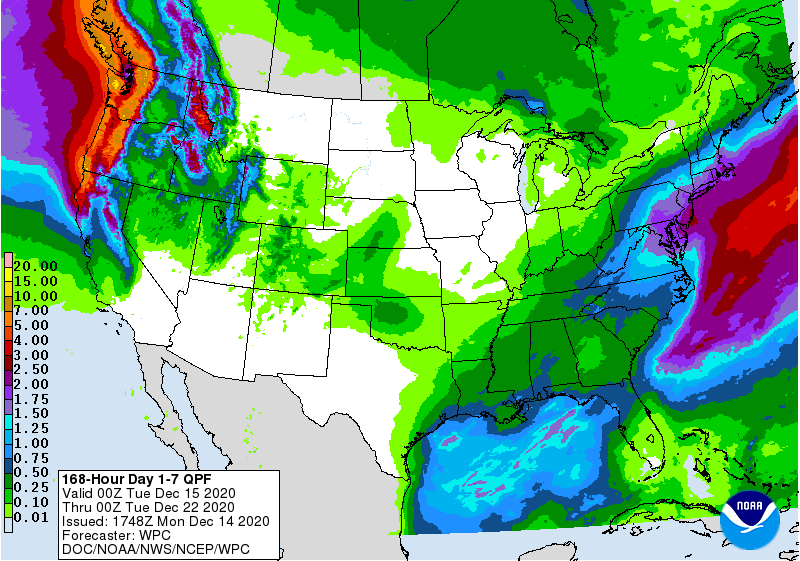 20.00
15.00
10.00
7.00
5.00
4.00
3.00
2.50
2.00
1.75
1.50
1.25
1.00
0.75
0.50
0.25
0.10
0.01
168-Hour Day 1-7 QPF
Valid 00Z Tue Dec 15 2020
Thru 00Z Tue Dec 22 2020
Issued: 1748Z Mon Dec 14 2020
Forecaster: WPC
DOC/NOAA/NWS/NCEP/WPC
NOAA